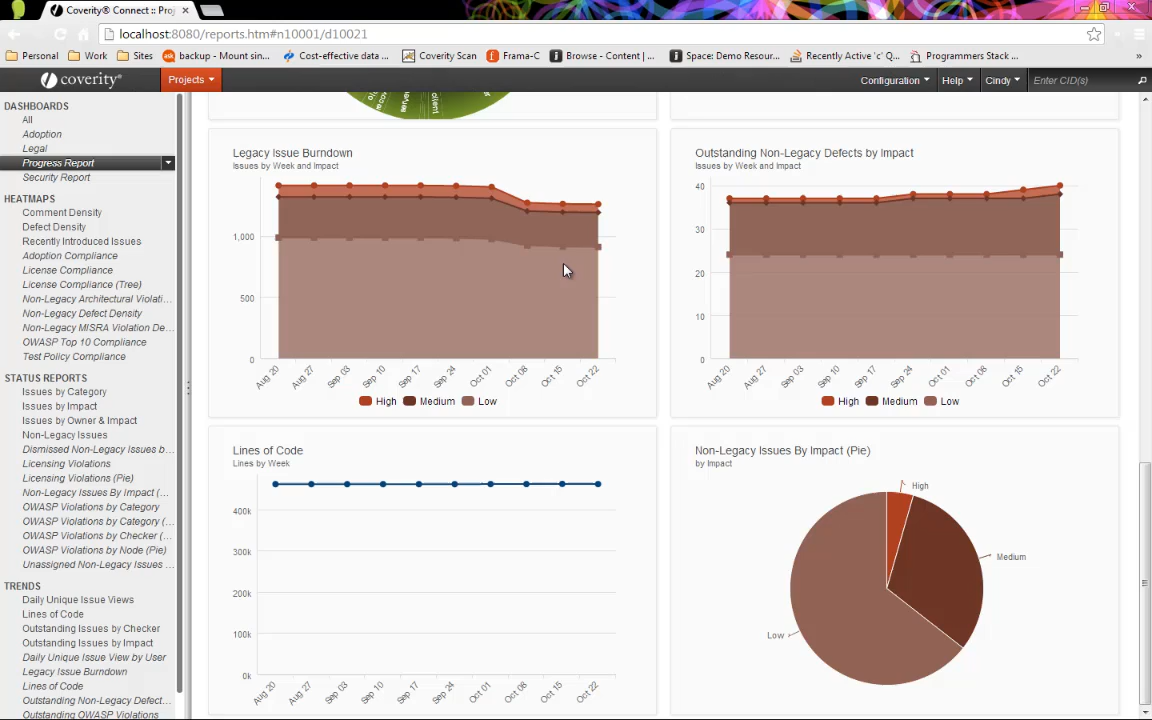 Coverity® Connect :: Proj
localhost:8080/reports.htm#n10001/d10021
Personal Work Sites backup - Mount sin... Cost-effective data ... Coverity Scan Frama-C Browse - Content | ... Space: Demo Resour... Recently Active 'c' Q... Programmers Stack ... »
coverity® Projects Configuration Help Cindy Enter CID(s)
DASHBOARDS
All
Adoption
Legal
Progress Report
Security Report
HEATMAPS
Comment Density
Defect Density
Recently Introduced Issues
Adoption Compliance
License Compliance
License Compliance (Tree)
Non-Legacy Architectural Violati...
Non-Legacy Defect Density
Non-Legacy MISRA Violation De...
OWASP Top 10 Compliance
Test Policy Compliance
STATUS REPORTS
Issues by Category
Issues by Impact
Issues by Owner & Impact
Non-Legacy Issues
Dismissed Non-Legacy Issues b...
Licensing Violations
Licensing Violations (Pie)
Non-Legacy Issues By Impact (...
OWASP Violations by Category
OWASP Violations by Category (...
OWASP Violations by Checker (...
OWASP Violations by Node (Pie)
Unassigned Non-Legacy Issues ...
TRENDS
Daily Unique Issue Views
Lines of Code
Outstanding Issues by Checker
Outstanding Issues by Impact
Daily Unique Issue View by User
Legacy Issue Burndown
Lines of Code
Outstanding Non-Legacy Defect...
Outstanding OWASP Violations
client
Legacy Issue Burndown
Issues by Week and Impact
1,000
500
0
Aug 20 Aug 27 Sep 03 Sep 10 Sep 17 Sep 24 Oct 01 Oct 08 Oct 15 Oct 22
High Medium Low
Outstanding Non-Legacy Defects by Impact
Issues by Week and Impact
40
30
20
10
0
Aug 20 Aug 27 Sep 03 Sep 10 Sep 17 Sep 24 Oct 01 Oct 08 Oct 15 Oct 22
High Medium Low
Lines of Code
Lines by Week
400k
300k
200k
100k
0k
Aug 20 Aug 27 Sep 03 Sep 10 Sep 17 Sep 24 Oct 01 Oct 08 Oct 15 Oct 22
Non-Legacy Issues By Impact (Pie)
by Impact
High
Medium
Low